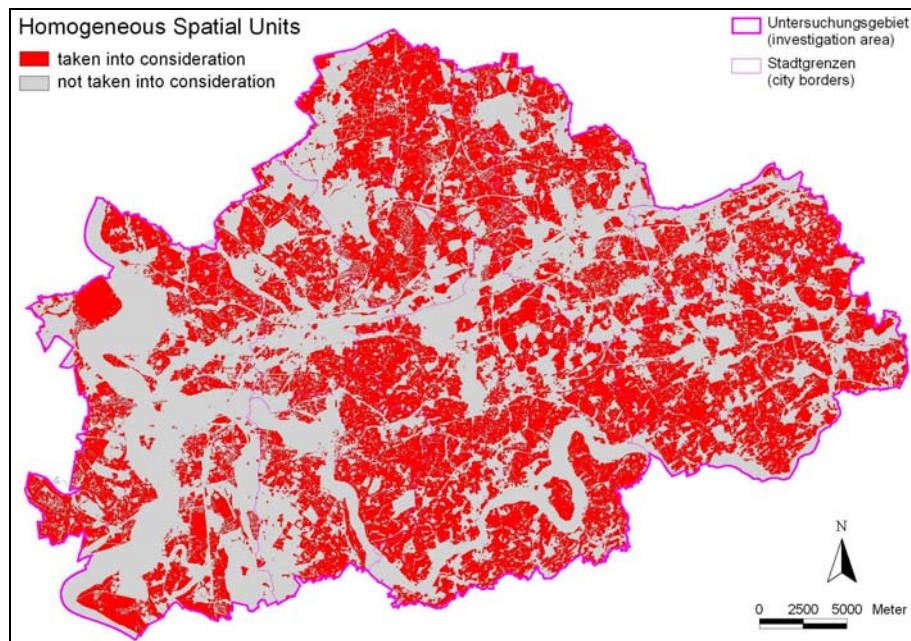 Homogeneous Spatial Units
taken into consideration
not taken into consideration
Untersuchungsgebiet
(investigation area)
Stadtgrenzen
(city borders)
N
0 2500 5000 Meter